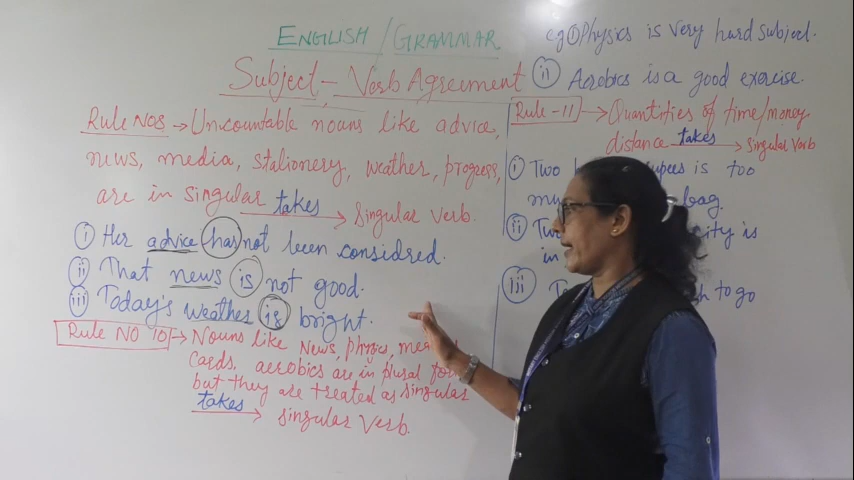 ENGLISH / GRAMMAR
Subject - Verb Agreement
Rule No8 → Uncountable nouns like advice,
news, media, stationery, weather, progress,
are in singular takes → Singular verb.
i Her advice has not been considred.
ii That news is not good.
iii Today's weather is bright.
Rule NO 10 → Nouns like News, physics,
cards, aerobics are in plural
but they are treated as singular
takes → singular verb.
eg i Physics is very hard subject.
ii Aerobics is a good exercise.
Rule - 11 → Quantities of time/money
distance takes → singular verb
i Two is too
my bag.
ii city is
in
iii to go